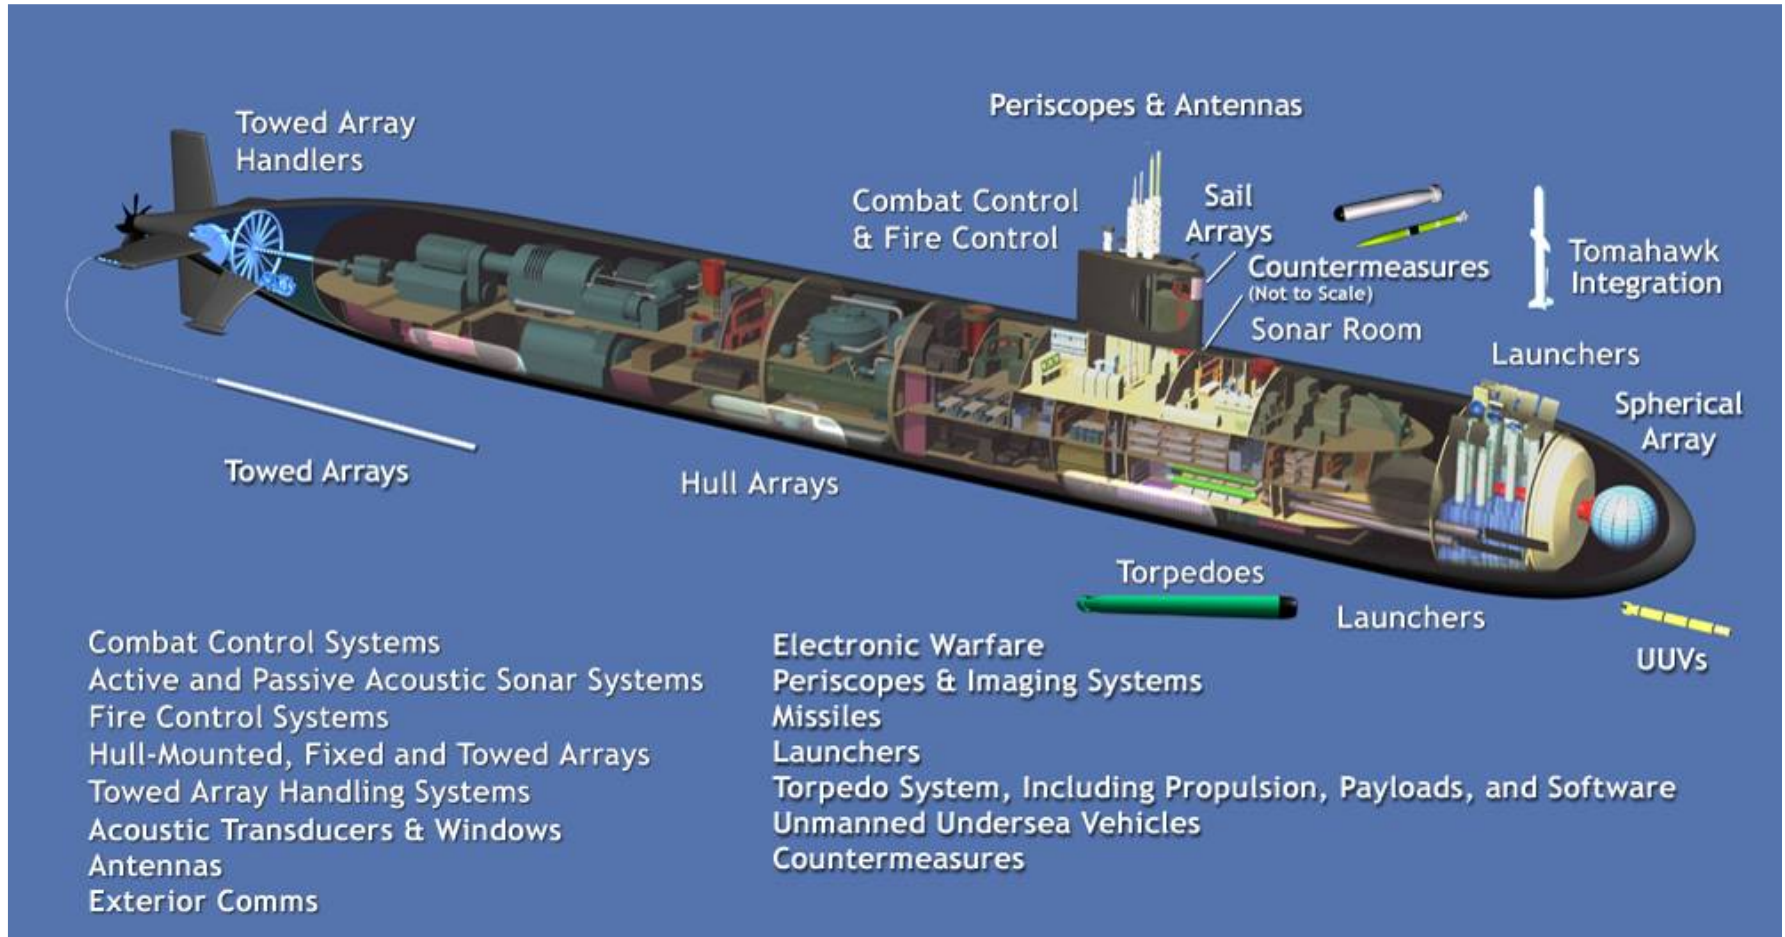 Periscopes & Antennas
Towed Array
Handlers
Combat Control
& Fire Control
Sail
Arrays
Countermeasures
(Not to Scale)
Sonar Room
Tomahawk
Integration
Launchers
Spherical
Array
Towed Arrays
Hull Arrays
Torpedoes
Launchers
UUVs
Combat Control Systems
Active and Passive Acoustic Sonar Systems
Fire Control Systems
Hull-Mounted, Fixed and Towed Arrays
Towed Array Handling Systems
Acoustic Transducers & Windows
Antennas
Exterior Comms
Electronic Warfare
Periscopes & Imaging Systems
Missiles
Launchers
Torpedo System, Including Propulsion, Payloads, and Software
Unmanned Undersea Vehicles
Countermeasures